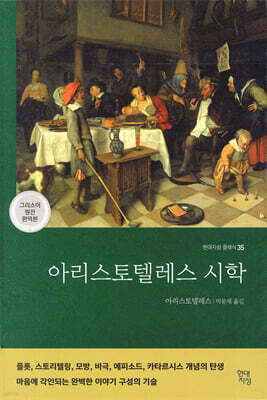 그리스어
원전
완역본
현대지성 클래식 35
아리스토텔레스 시학
아리스토텔레스 | 박문재 옮김
플롯, 스토리텔링, 모방, 비극, 에피소드, 카타르시스 개념의 탄생
마음에 각인되는 완벽한 이야기 구성의 기술
현대
지성